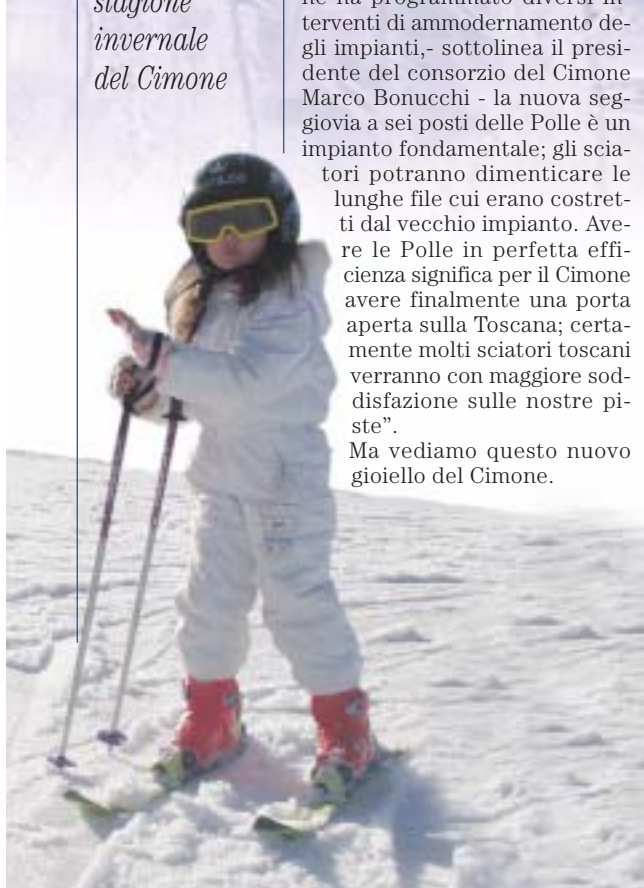 stagione
invernale
del Cimone
ne ha programmato diversi in-
terventi di ammodernamento de-
gli impianti,- sottolinea il presi-
dente del consorzio del Cimone
Marco Bonucchi - la nuova seg-
giovia a sei posti delle Polle è un
impianto fondamentale; gli scia-
tori potranno dimenticare le
lunghe file cui erano costret-
ti dal vecchio impianto. Ave-
re le Polle in perfetta effi-
cienza significa per il Cimone
avere finalmente una porta
aperta sulla Toscana; certa-
mente molti sciatori toscani
verranno con maggiore sod-
disfazione sulle nostre pi-
ste”.
Ma vediamo questo nuovo
gioiello del Cimone.